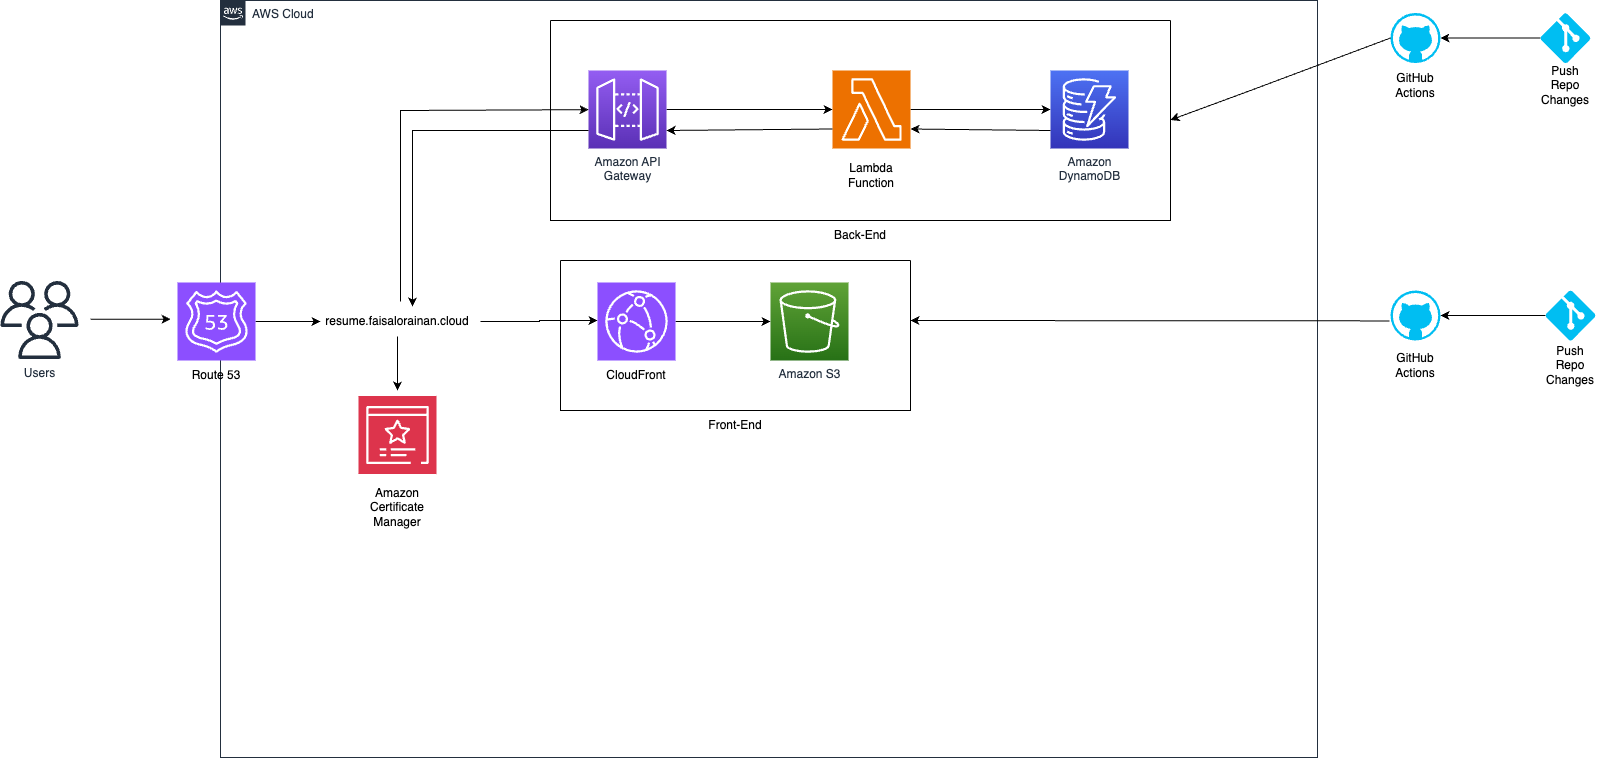 aws
AWS Cloud
GitHub
Actions
Push
Repo
Changes
</>
Amazon API
Gateway
Lambda
Function
Amazon
DynamoDB
Back-End
Users
53
Route 53
resume.faisalorainan.cloud
CloudFront
Amazon S3
Front-End
GitHub
Actions
Push
Repo
Changes
Amazon
Certificate
Manager